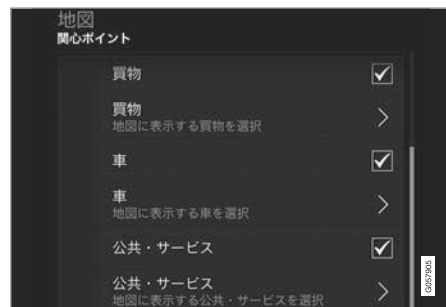 地図
関心ポイント
買物
買物
地図に表示する買物を選択
車
車
地図に表示する車を選択
公共・サービス
公共・サービス
地図に表示する公共・サービスを選択
G057905